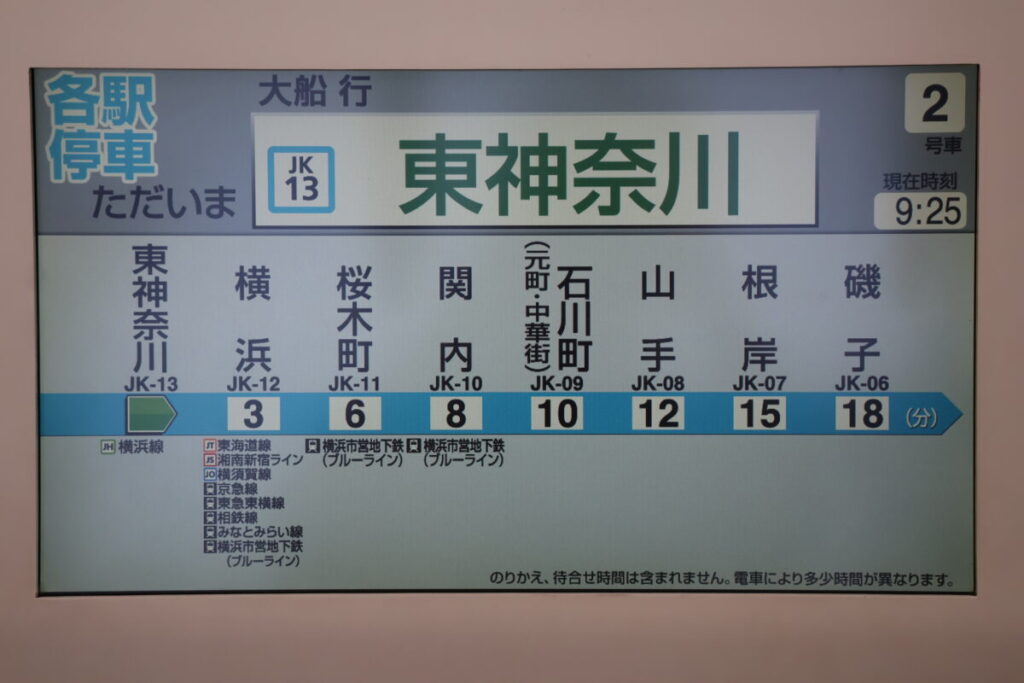 各駅
停車
大船 行
2
号車
ただいま
JK
13
東神奈川
現在時刻
9:25
東神奈川
横浜
桜木町
関内
石川町
(元町・中華街)
山手
根岸
磯子
JK-13 JK-12 JK-11 JK-10 JK-09 JK-08 JK-07 JK-06
3 6 8 10 12 15 18 (分)
JH 横浜線
JT 東海道線
JS 湘南新宿ライン
JO 横須賀線
京急線
東急東横線
相鉄線
みなとみらい線
横浜市営地下鉄
(ブルーライン)
横浜市営地下鉄
(ブルーライン)
横浜市営地下鉄
(ブルーライン)
のりかえ、待合せ時間は含まれません。電車により多少時間が異なります。